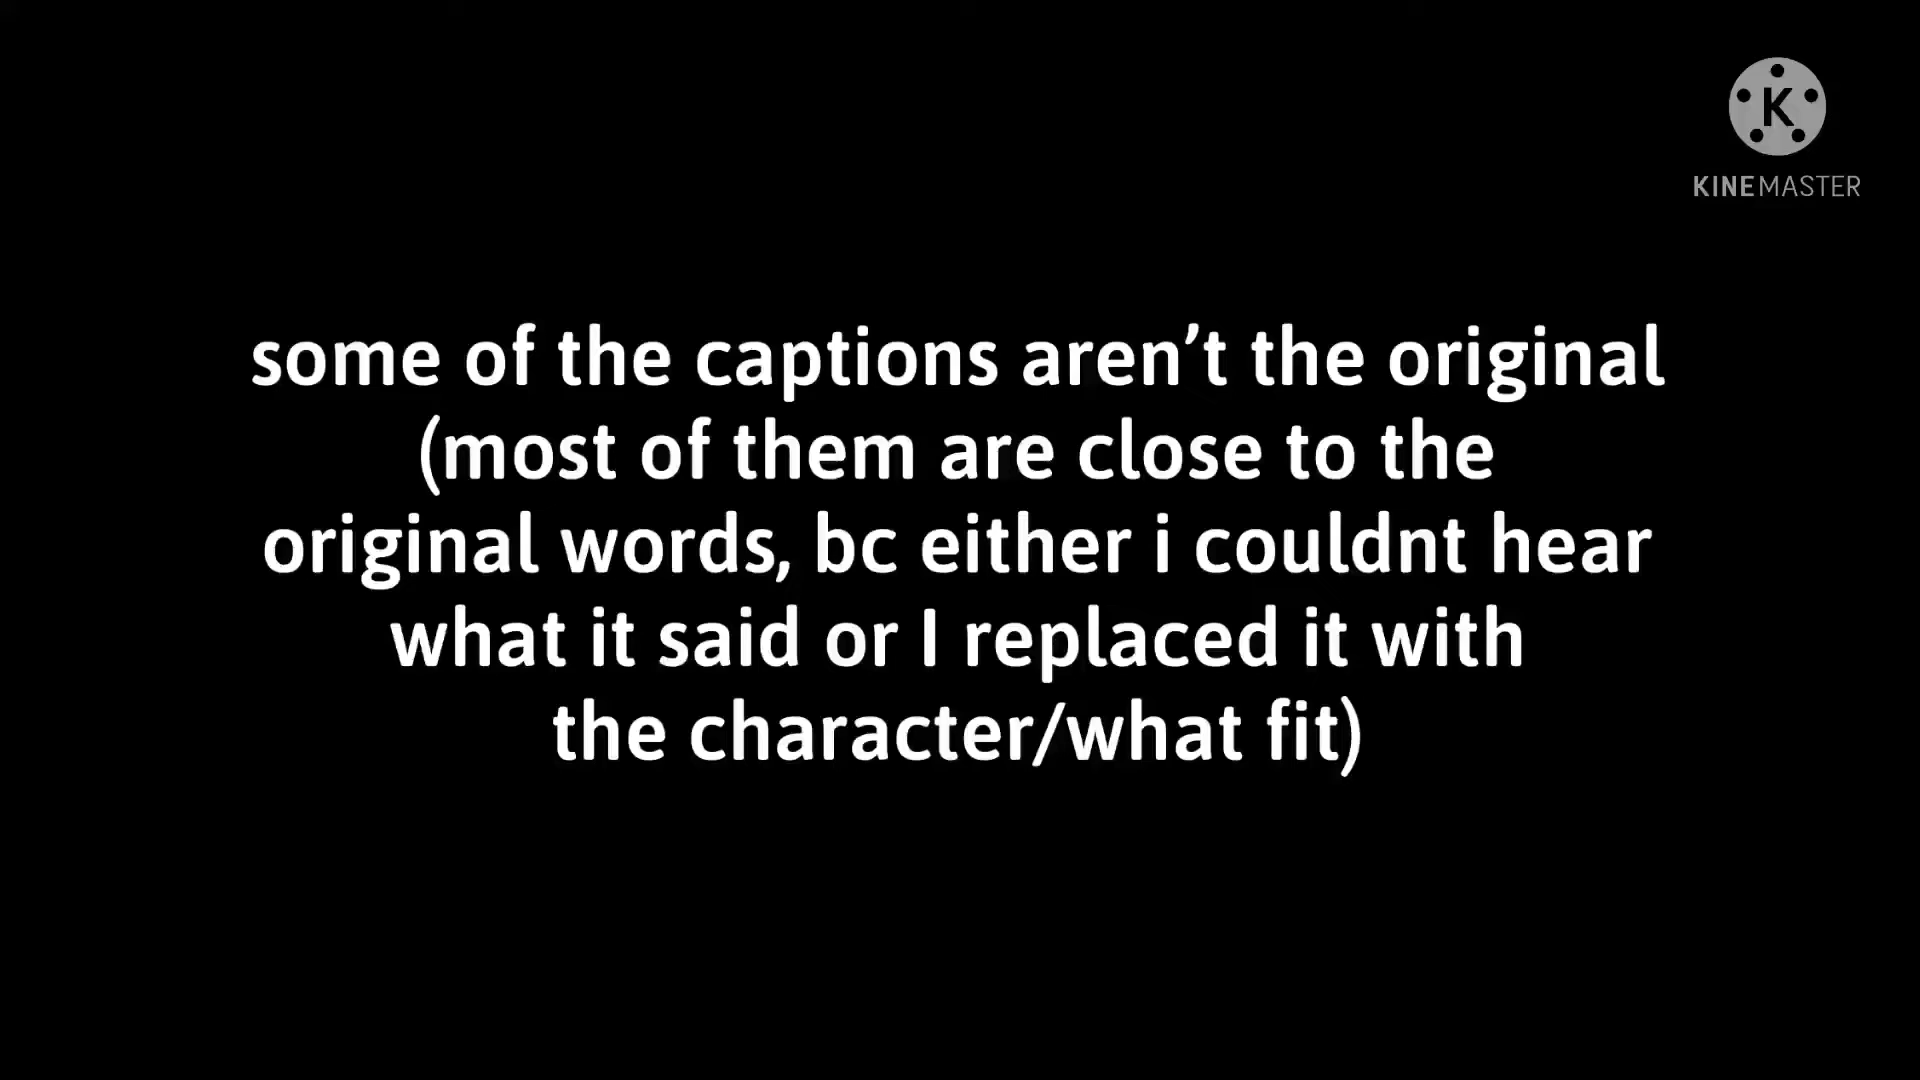 K
KINEMASTER
some of the captions aren’t the original
(most of them are close to the
original words, bc either i couldnt hear
what it said or I replaced it with
the character/what fit)